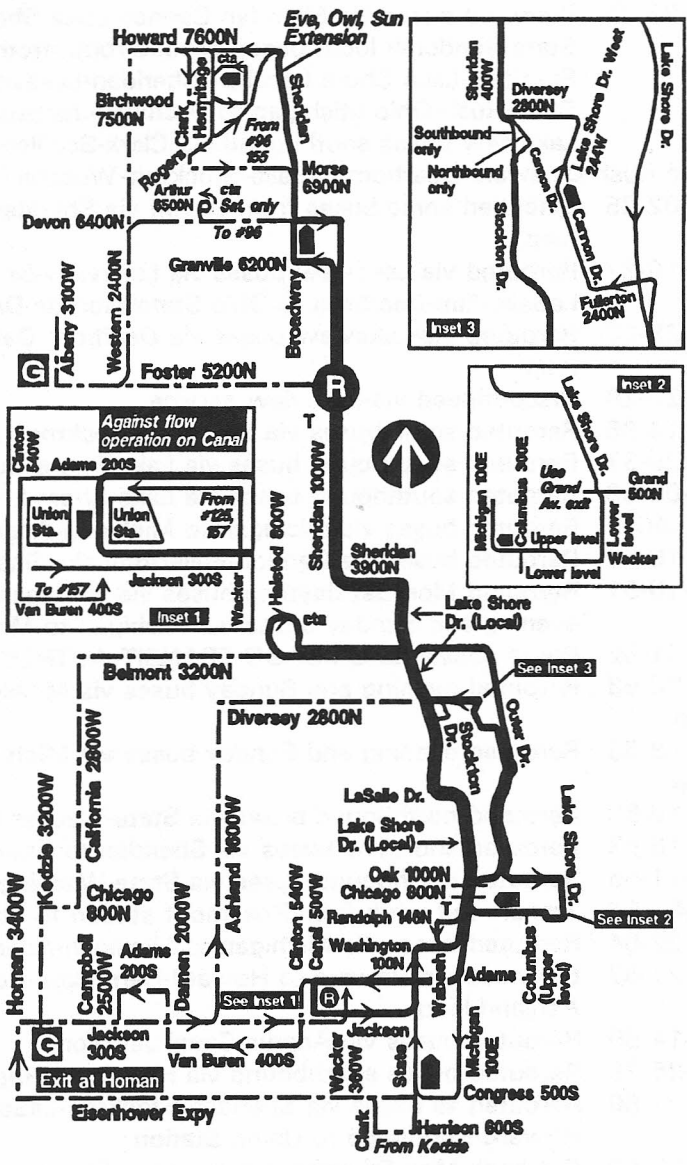 Eve, Owl, Sun
Extension
Howard 7600N
cts
Hermitage
Clark
Sheridan
Birchwood
7500N
Rogers
From
#96
155
Morse
6900N
Arthur
6500N
cta
Sat only
Devon 6400N
To #96
Granville 6200N
Albany 3100W
Western 2400N
Broadway
G
Foster 5200N
R
Sheridan
400W
Diversey
2800N
Lake Shore Dr. West
244W
Lake Shore Dr.
Southbound
only
Northbound
only
Cannon Dr.
Cannon Dr.
Stockton Dr.
Fullerton
2400N
Inset 3
Inset 2
Lake Shore Dr.
Michigan 100E
Columbus 300E
Use
Grand
Av. exit
Grand
500N
Lower
level
Upper level
Wacker
Lower level
Clinton
540W
Against flow
operation on Canal
Adams 200S
Union
Sta.
Union
Sta.
From
#125,
157
To #157
Jackson 300S
Wacker
Van Buren 400S
Inset 1
T
Sheridan 1000W
Halsted 800W
Sheridan
3900N
cta
Lake Shore
Dr. (Local)
Belmont 3200N
See Inset 3
Diversey 2800N
Stockton
Dr.
Outer Dr.
California 2800W
Kedzie 3200W
Homan 3400W
Ashland 1600W
LaSalle Dr.
Lake Shore
Dr. (Local)
Lake Shore
Dr.
Oak 1000N
Chicago 800N
Chicago
800N
Randolph 146N
T
See Inset 2
Clinton 540W
Canal 500W
Washington
100N
Wabash
Columbus
(Upper
level)
Campbell
2500W
Damen 2000W
Adams
200S
See Inset 1
R
Adams
G
Jackson
300S
Van Buren 400S
Jackson
Wacker
360W
State
Michigan
100E
Exit at Homan
Congress 500S
Eisenhower Expy
Clark
Harrison 600S
From Kedzie